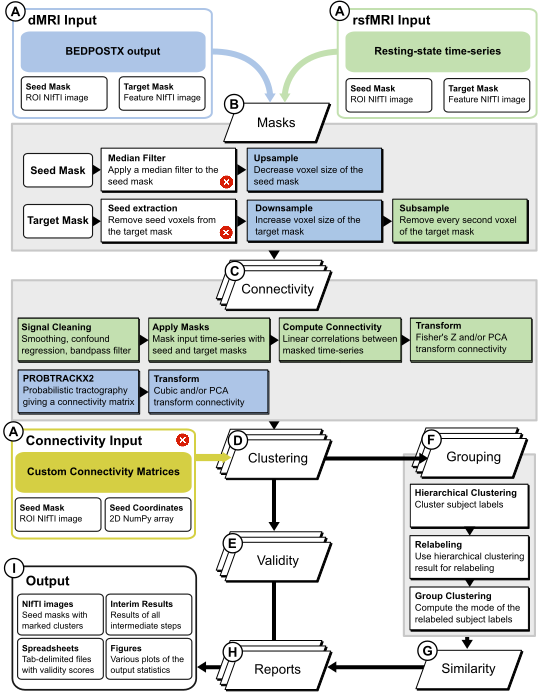 A
dMRI Input
BEDPOSTX output
Seed Mask
ROI NIfTI image
Target Mask
Feature NIfTI image
A
rsfMRI Input
Resting-state time-series
Seed Mask
ROI NIfTI image
Target Mask
Feature NIfTI image
B
Masks
Seed Mask
Median Filter
Apply a median filter to the
seed mask
Upsample
Decrease voxel size of the
seed mask
Target Mask
Seed extraction
Remove seed voxels from
the target mask
Downsample
Increase voxel size of the
target mask
Subsample
Remove every second voxel
of the target mask
C
Connectivity
Signal Cleaning
Smoothing, confound
regression, bandpass filter
Apply Masks
Mask input time-series with
seed and target masks
Compute Connectivity
Linear correlations between
masked time-series
Transform
Fisher's Z and/or PCA
transform connectivity
PROBTRACKX2
Probabilistic tractography
giving a connectivity matrix
Transform
Cubic and/or PCA
transform connectivity
A
Connectivity Input
Custom Connectivity Matrices
Seed Mask
ROI NIfTI image
Seed Coordinates
2D NumPy array
D
Clustering
F
Grouping
Hierarchical Clustering
Cluster subject labels
Relabeling
Use hierarchical clustering
result for relabeling
Group Clustering
Compute the mode of the
relabeled subject labels
E
Validity
I
Output
NIfTI images
Seed masks with
marked clusters
Interim Results
Results of all
intermediate steps
Spreadsheets
Tab-delimited files
with validity scores
Figures
Various plots of the
output statistics
H
Reports
G
Similarity